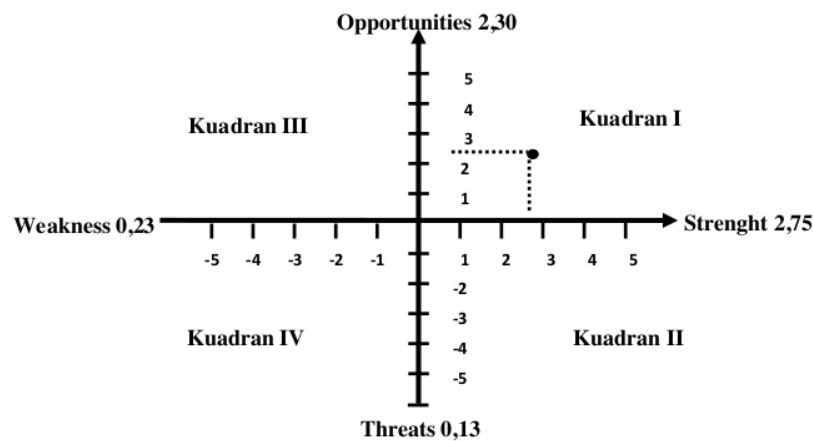 Opportunities 2,30
5
4
Kuadran III
Kuadran I
3
2
1
Weakness 0,23
Strenght 2,75
-5 -4 -3 -2 -1 1 2 3 4 5
-2
-3
Kuadran IV
Kuadran II
-4
-5
Threats 0,13